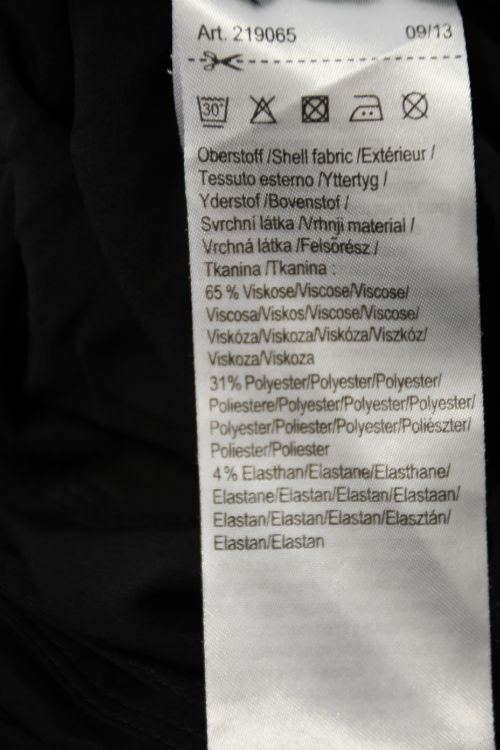 Art. 219065 09/13
30°
Oberstoff /Shell fabric /Extérieur /
Tessuto esterno /Yttertyg /
Yderstof /Bovenstof /
Svrchní látka /Vrhnji material /
Vrchná látka /Felsőrész /
Tkanina /Tkanina :
65 % Viskose/Viscose/Viscose/
Viscosa/Viskos/Viscose/Viscose/
Viskóza/Viskoza/Viskóza/Viszkóz/
Viskoza/Viskoza
31% Polyester/Polyester/Polyester/
Poliestere/Polyester/Polyester/Polyester/
Polyester/Poliester/Polyester/Poliészter/
Poliester/Poliester
4 % Elasthan/Elastane/Elasthane/
Elastane/Elastan/Elastan/Elastaan/
Elastan/Elastan/Elastan/Elasztán/
Elastan/Elastan